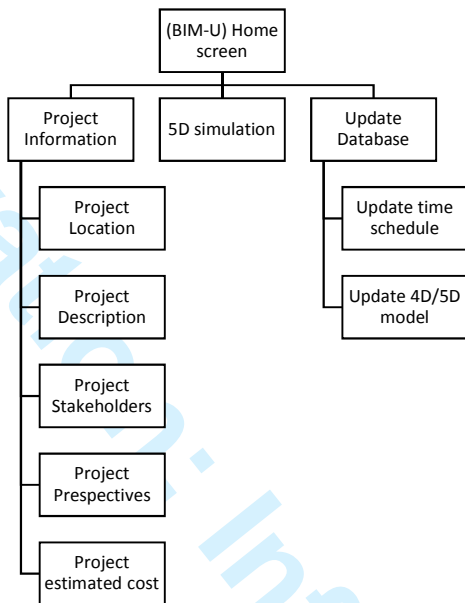 (BIM-U) Home
screen
Project
Information
5D simulation
Update
Database
Project
Location
Project
Description
Project
Stakeholders
Project
Prespectives
Project
estimated cost
Update time
schedule
Update 4D/5D
model